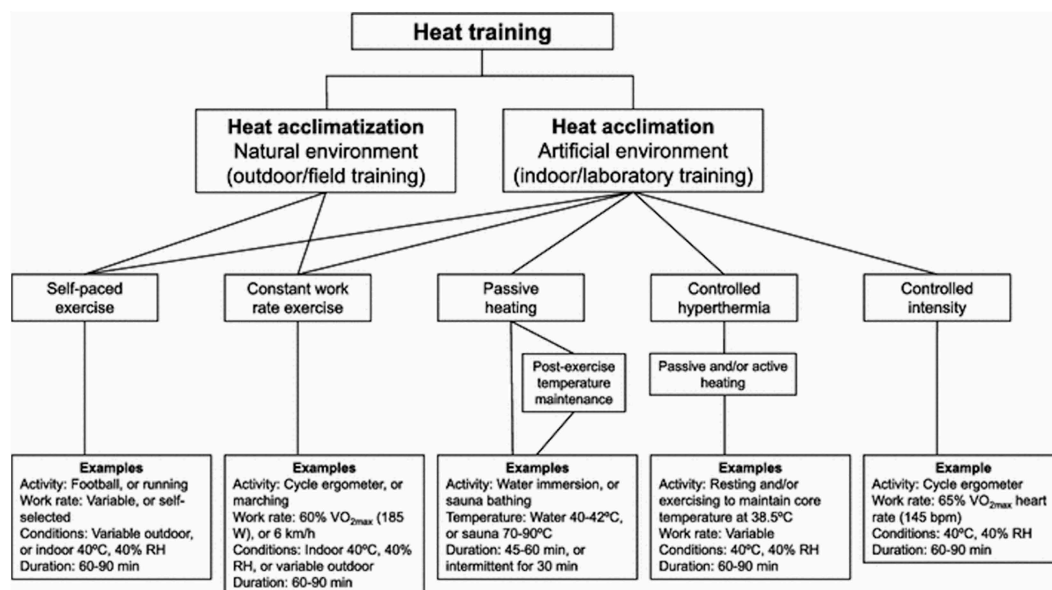 Heat training
Heat acclimatization
Natural environment
(outdoor/field training)
Heat acclimation
Artificial environment
(indoor/laboratory training)
Self-paced
exercise
Constant work
rate exercise
Passive
heating
Controlled
hyperthermia
Controlled
intensity
Post-exercise
temperature
maintenance
Passive and/or active
heating
Examples
Activity: Football, or running
Work rate: Variable, or self-
selected
Conditions: Variable outdoor,
or indoor 40ºC, 40% RH
Duration: 60-90 min
Examples
Activity: Cycle ergometer, or
marching
Work rate: 60% VO2max (185
W), or 6 km/h
Conditions: Indoor 40ºC, 40%
RH, or variable outdoor
Duration: 60-90 min
Examples
Activity: Water immersion, or
sauna bathing
Temperature: Water 40-42ºC,
or sauna 70-90ºC
Duration: 45-60 min, or
intermittent for 30 min
Examples
Activity: Resting and/or
exercising to maintain core
temperature at 38.5ºC
Work rate: Variable
Conditions: 40ºC, 40% RH
Duration: 60-90 min
Example
Activity: Cycle ergometer
Work rate: 65% VO2max heart
rate (145 bpm)
Conditions: 40ºC, 40% RH
Duration: 60-90 min